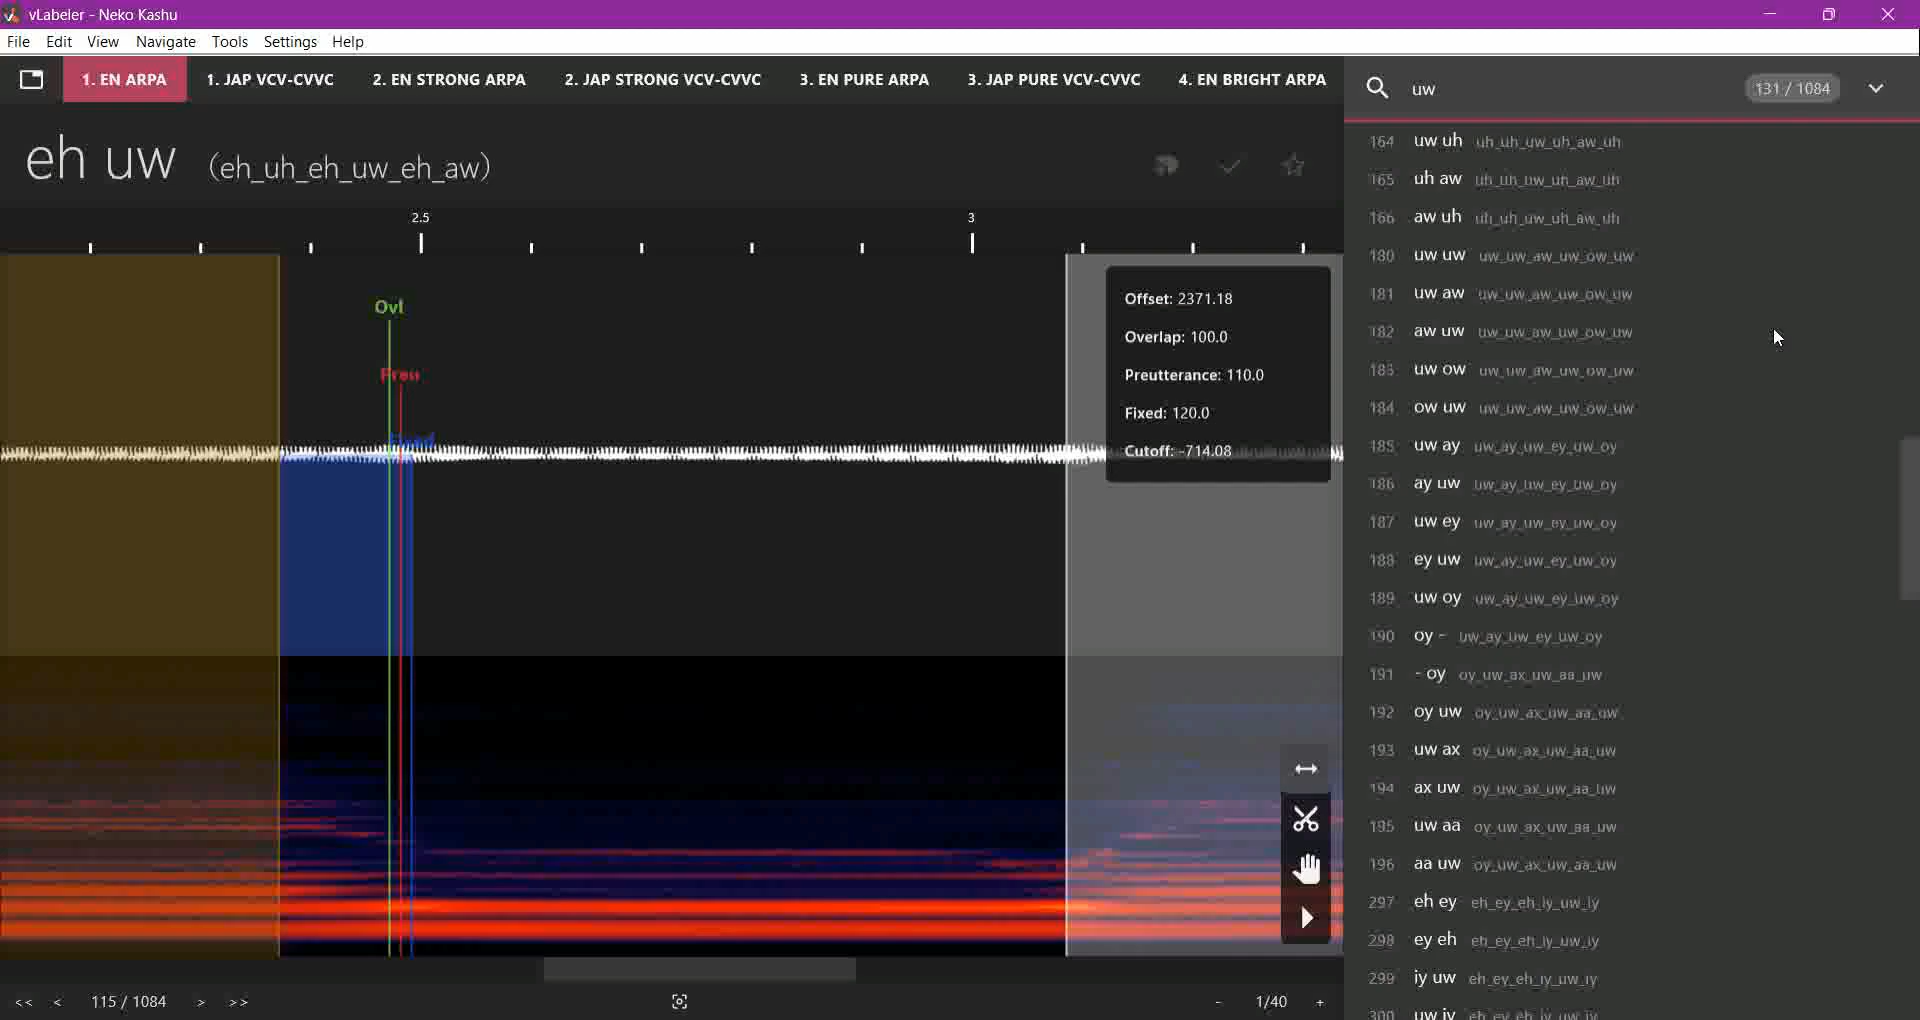 vLabeler - Neko Kashu
File Edit View Navigate Tools Settings Help
1. EN ARPA 1. JAP VCV-CVVC 2. EN STRONG ARPA 2. JAP STRONG VCV-CVVC 3. EN PURE ARPA 3. JAP PURE VCV-CVVC 4. EN BRIGHT ARPA
eh uw (eh_uh_eh_uw_eh_aw)
2.5 3
Ovl
Preu
Fixed
Offset: 2371.18
Overlap: 100.0
Preutterance: 110.0
Fixed: 120.0
Cutoff: -714.08
<< < 115 / 1084 > >> - 1/40 +
uw 131 / 1084
164 uw uh uh_uh_uw_uh_aw_uh
165 uh aw uh_uh_uw_uh_aw_uh
166 aw uh uh_uh_uw_uh_aw_uh
180 uw uw uw_uw_aw_uw_ow_uw
181 uw aw uw_uw_aw_uw_ow_uw
182 aw uw uw_uw_aw_uw_ow_uw
183 uw ow uw_uw_aw_uw_ow_uw
184 ow uw uw_uw_aw_uw_ow_uw
185 uw ay uw_ay_uw_ey_uw_oy
186 ay uw uw_ay_uw_ey_uw_oy
187 uw ey uw_ay_uw_ey_uw_oy
188 ey uw uw_ay_uw_ey_uw_oy
189 uw oy uw_ay_uw_ey_uw_oy
190 oy - uw_ay_uw_ey_uw_oy
191 - oy oy_uw_ax_uw_aa_uw
192 oy uw oy_uw_ax_uw_aa_uw
193 uw ax oy_uw_ax_uw_aa_uw
194 ax uw oy_uw_ax_uw_aa_uw
195 uw aa oy_uw_ax_uw_aa_uw
196 aa uw oy_uw_ax_uw_aa_uw
297 eh ey eh_ey_eh_iy_uw_iy
298 ey eh eh_ey_eh_iy_uw_iy
299 iy uw eh_ey_eh_iy_uw_iy
300 uw iy eh_ey_eh_iy_uw_iy